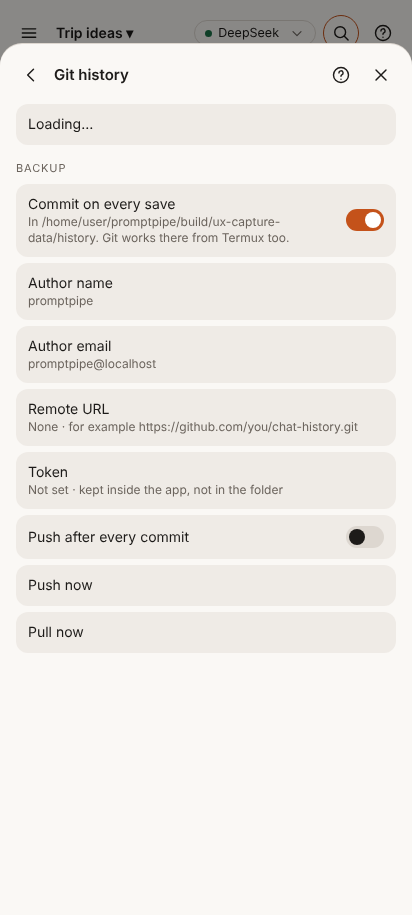 Trip ideas ▾
DeepSeek
Git history
Loading…
BACKUP
Commit on every save
In /home/user/promptpipe/build/ux-capture-
data/history. Git works there from Termux too.
Author name
promptpipe
Author email
promptpipe@localhost
Remote URL
None · for example https://github.com/you/chat-history.git
Token
Not set · kept inside the app, not in the folder
Push after every commit
Push now
Pull now